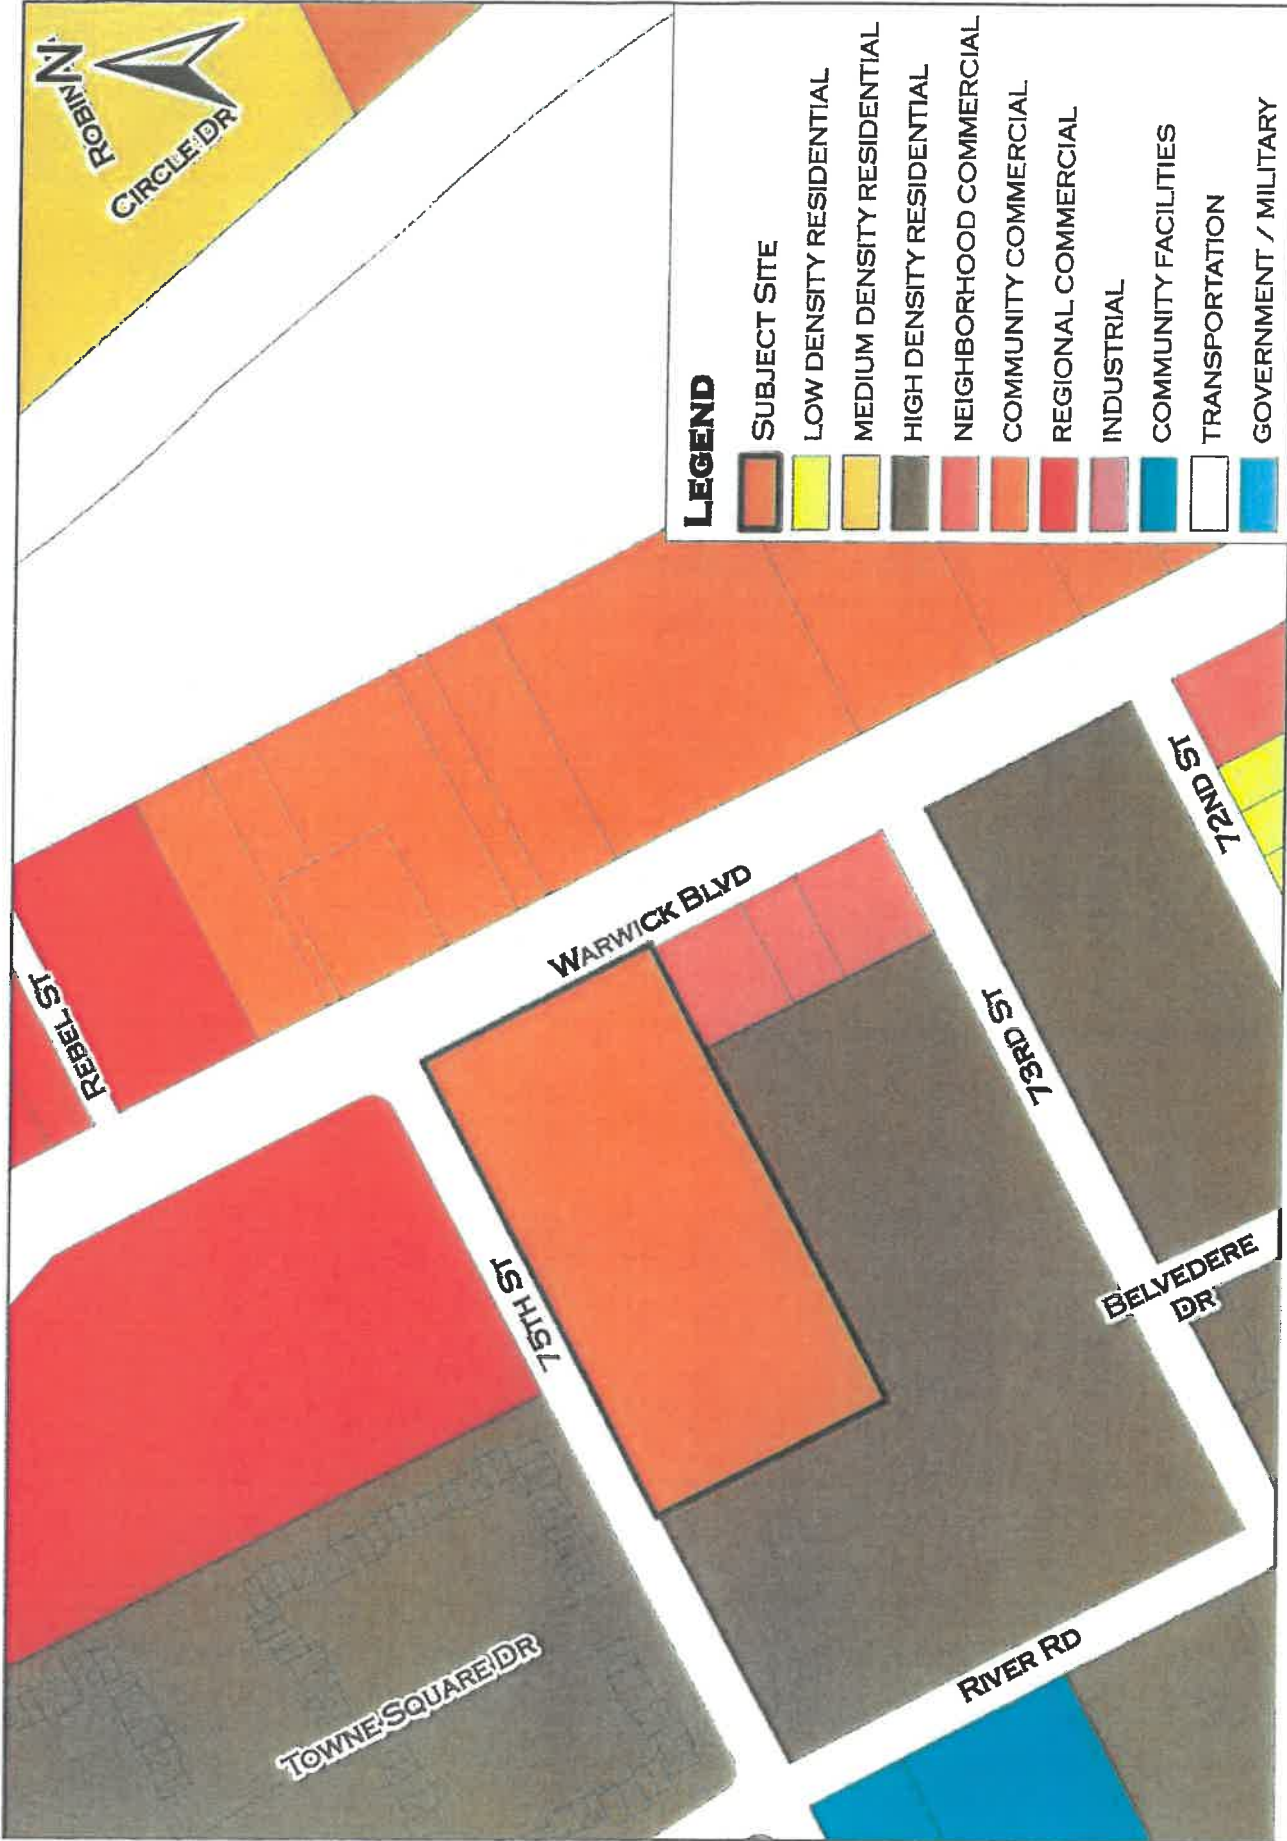 N
ROBIN
CIRCLE DR
REBEL ST
WARWICK BLVD
75TH ST
73RD ST
72ND ST
BELVEDERE
DR
RIVER RD
TOWNE SQUARE DR
LEGEND
SUBJECT SITE
LOW DENSITY RESIDENTIAL
MEDIUM DENSITY RESIDENTIAL
HIGH DENSITY RESIDENTIAL
NEIGHBORHOOD COMMERCIAL
COMMUNITY COMMERCIAL
REGIONAL COMMERCIAL
INDUSTRIAL
COMMUNITY FACILITIES
TRANSPORTATION
GOVERNMENT / MILITARY